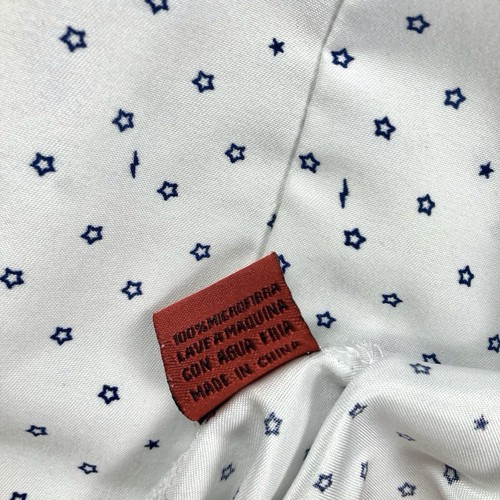 100% MICROFIBRA
LAVE A MAQUINA
CON AGUA FRIA
MADE IN CHINA